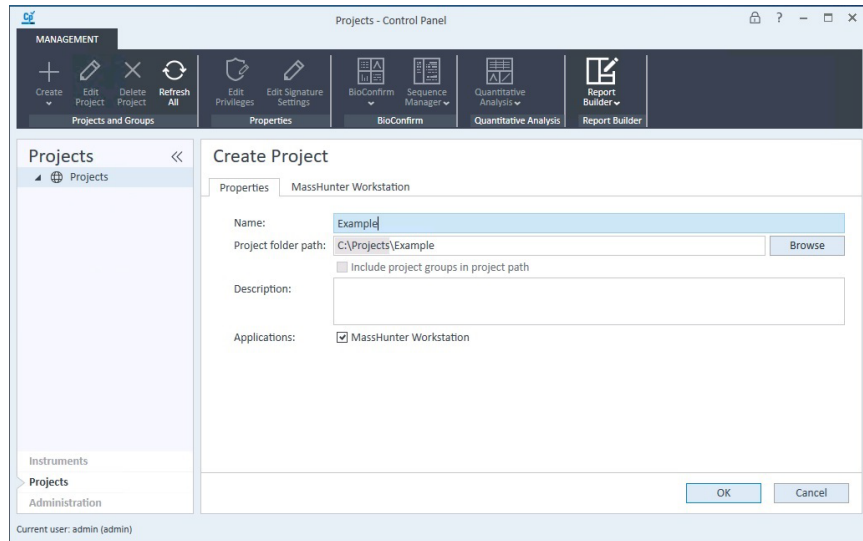 Cp
Projects - Control Panel
?
MANAGEMENT
Create
Edit Project
Delete Project
Refresh All
Projects and Groups
Edit Privileges
Edit Signature Settings
Properties
BioConfirm
Sequence Manager
BioConfirm
Quantitative Analysis
Quantitative Analysis
Report Builder
Report Builder
Projects
Projects
Create Project
Properties MassHunter Workstation
Name: Example
Project folder path: C:\Projects\Example Browse
Include project groups in project path
Description:
Applications: MassHunter Workstation
Instruments
Projects
Administration
OK Cancel
Current user: admin (admin)